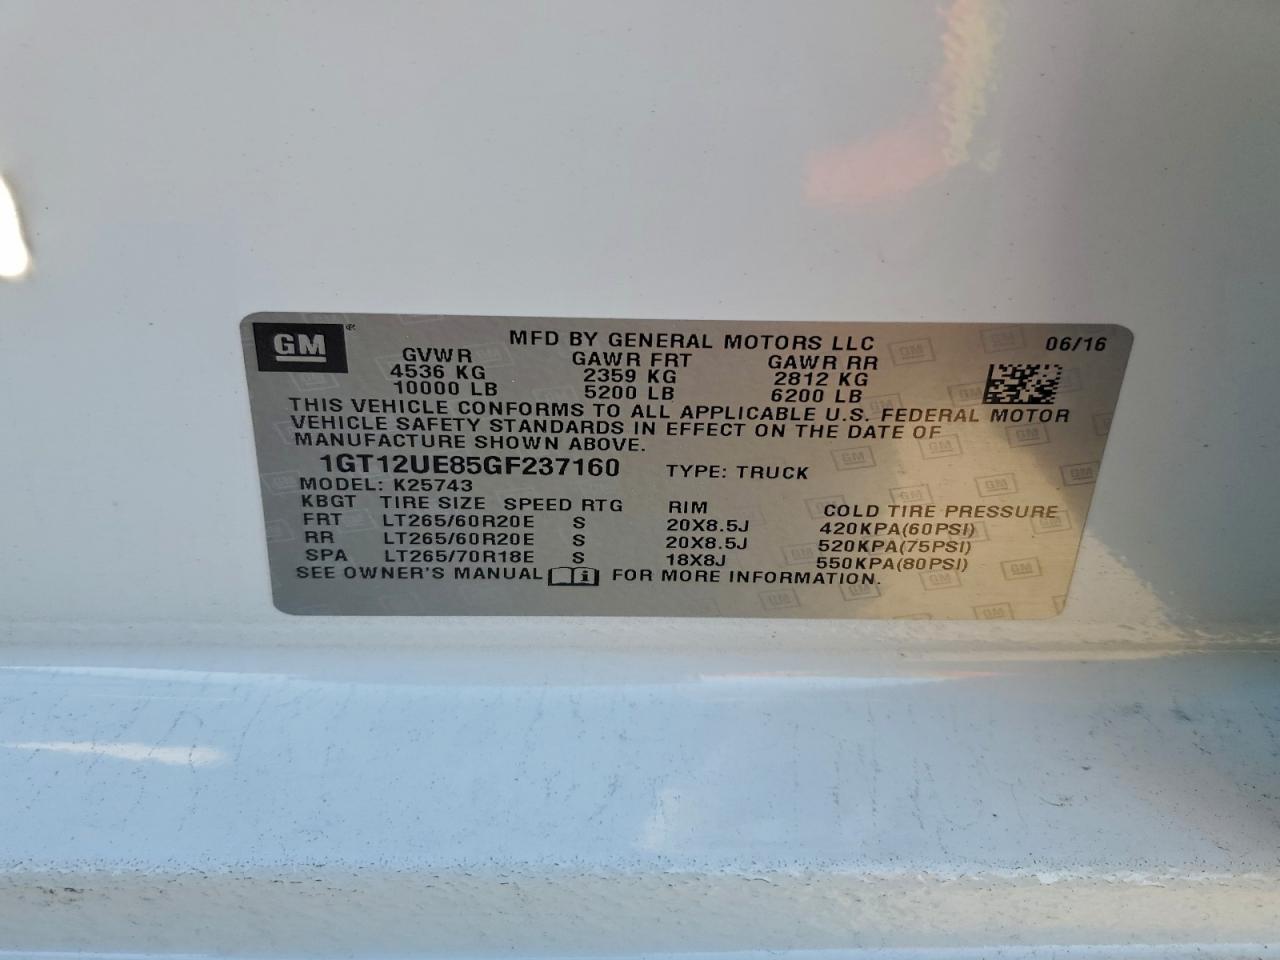 GM ® MFD BY GENERAL MOTORS LLC 06/16
GVWR GAWR FRT GAWR RR
4536 KG 2359 KG 2812 KG
10000 LB 5200 LB 6200 LB
THIS VEHICLE CONFORMS TO ALL APPLICABLE U.S. FEDERAL MOTOR
VEHICLE SAFETY STANDARDS IN EFFECT ON THE DATE OF
MANUFACTURE SHOWN ABOVE.
1GT12UE85GF237160 TYPE: TRUCK
MODEL: K25743
KBGT TIRE SIZE SPEED RTG RIM COLD TIRE PRESSURE
FRT LT265/60R20E S 20X8.5J 420KPA(60PSI)
RR LT265/60R20E S 20X8.5J 520KPA(75PSI)
SPA LT265/70R18E S 18X8J 550KPA(80PSI)
SEE OWNER'S MANUAL i FOR MORE INFORMATION.